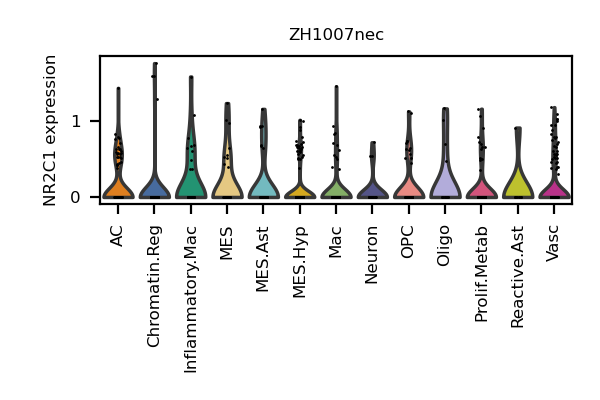 ZH1007nec
NR2C1 expression
1
0
AC
Chromatin.Reg
Inflammatory.Mac
MES
MES.Ast
MES.Hyp
Mac
Neuron
OPC
Oligo
Prolif.Metab
Reactive.Ast
Vasc